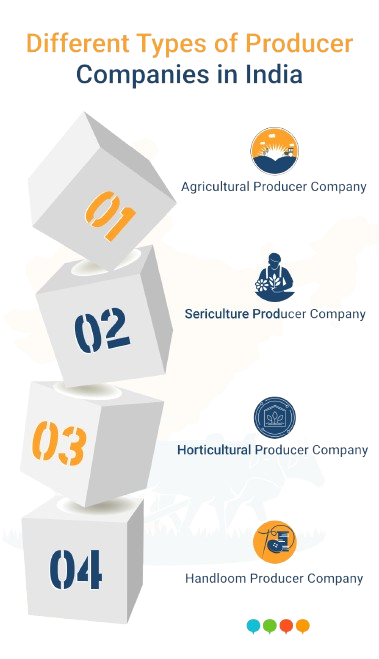 Different Types of Producer
Companies in India
01
Agricultural Producer Company
02
Sericulture Producer Company
03
Horticultural Producer Company
04
Handloom Producer Company